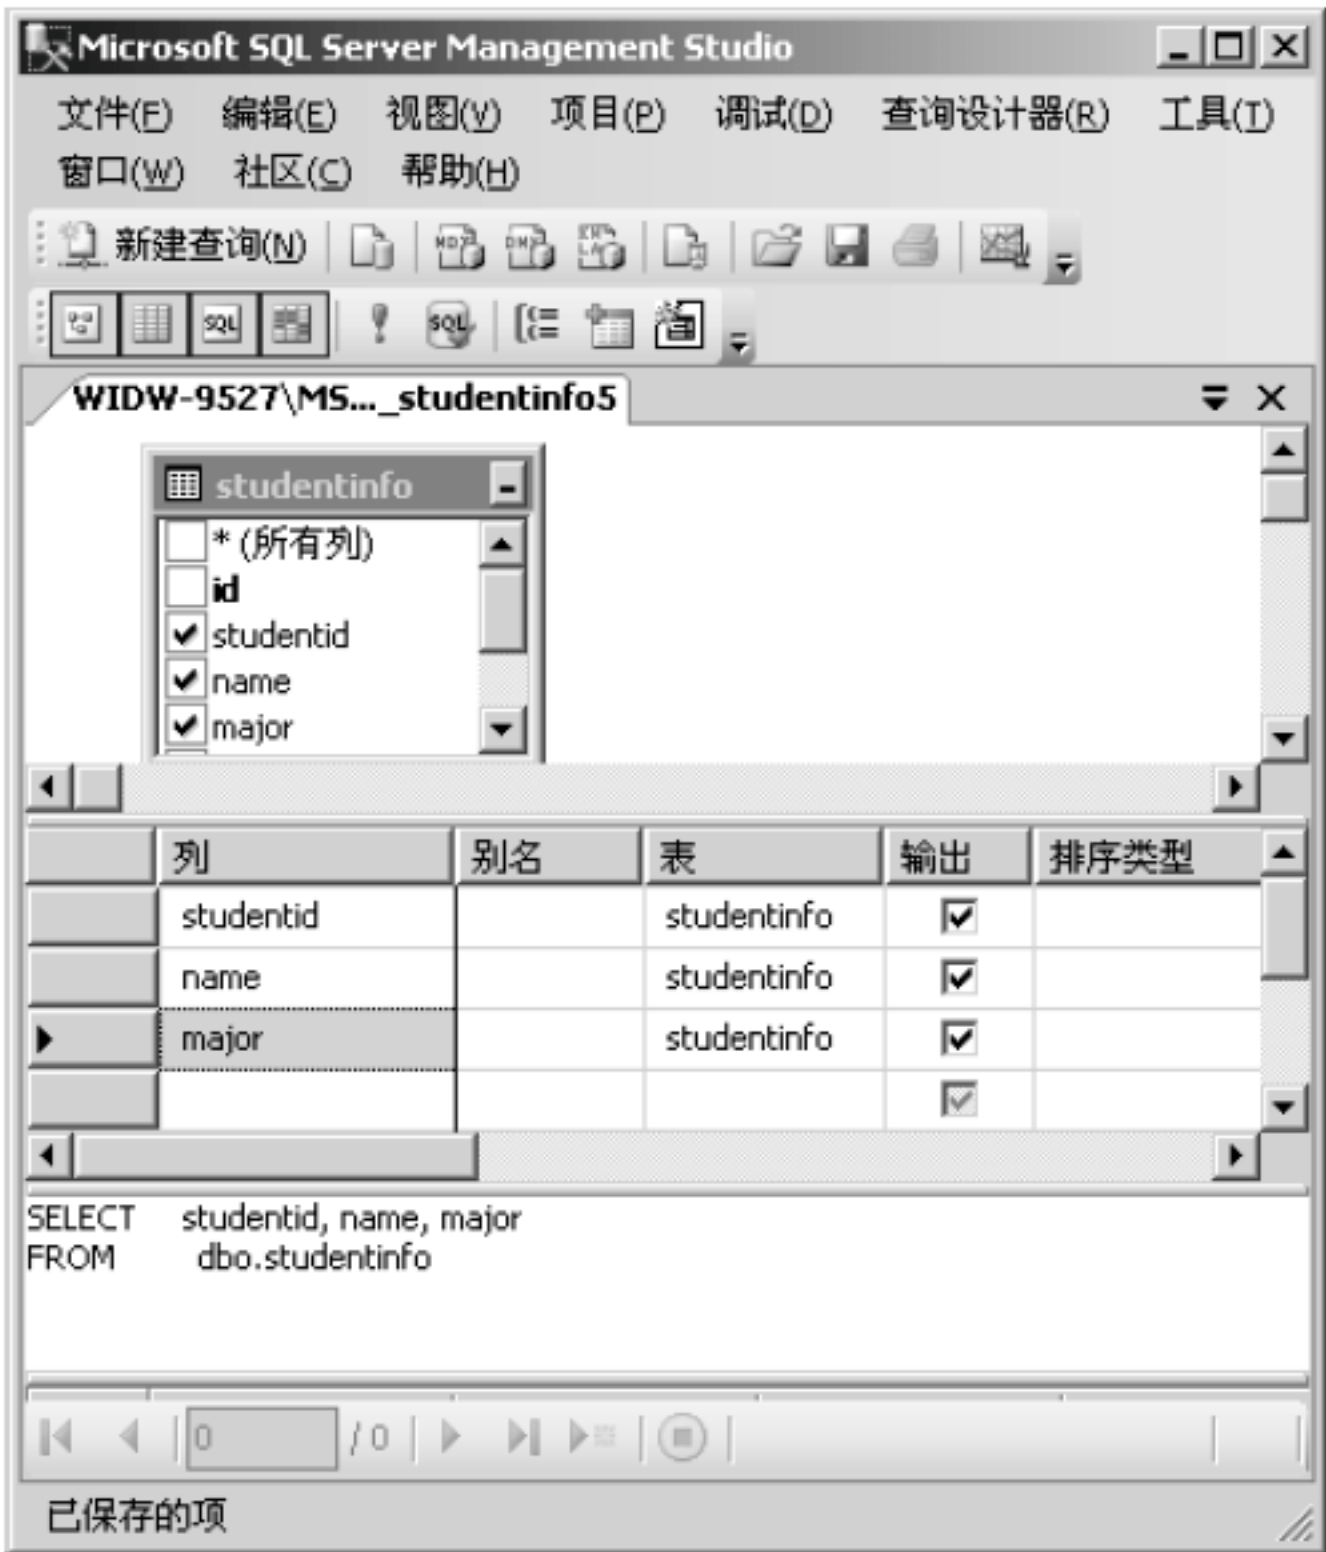 Microsoft SQL Server Management Studio
文件(F) 编辑(E) 视图(V) 项目(P) 调试(D) 查询设计器(R) 工具(T)
窗口(W) 社区(C) 帮助(H)
新建查询(N)
SQL SQL
WIDW-9527\MS..._studentinfo5
studentinfo
* (所有列)
id
studentid
name
major
列 别名 表 输出 排序类型
studentid studentinfo
name studentinfo
major studentinfo
SELECT studentid, name, major
FROM dbo.studentinfo
0 / 0
已保存的项